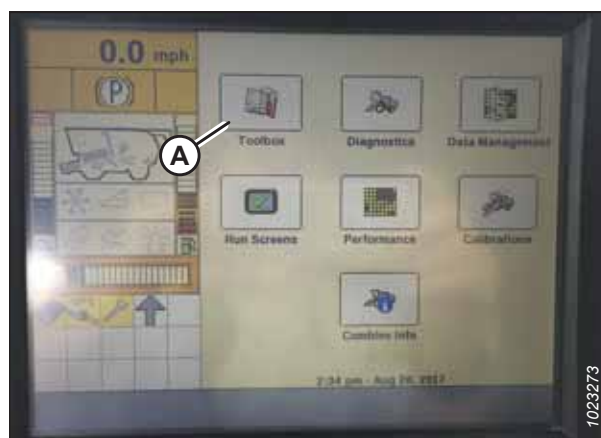 0.0 mph
(P)
A
Toolbox
Diagnostics
Data Management
Run Screens
Performance
Calibrations
Combine Info
2:34 pm - Aug 24, 2017
1023273